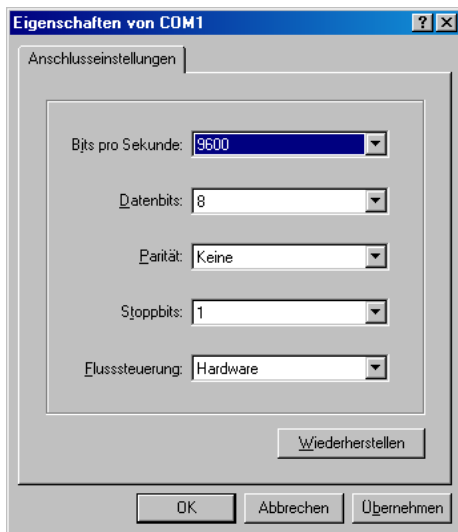 Eigenschaften von COM1
Anschlusseinstellungen
Bits pro Sekunde: 9600
Datenbits: 8
Parität: Keine
Stoppbits: 1
Flusssteuerung: Hardware
Wiederherstellen
OK Abbrechen Übernehmen